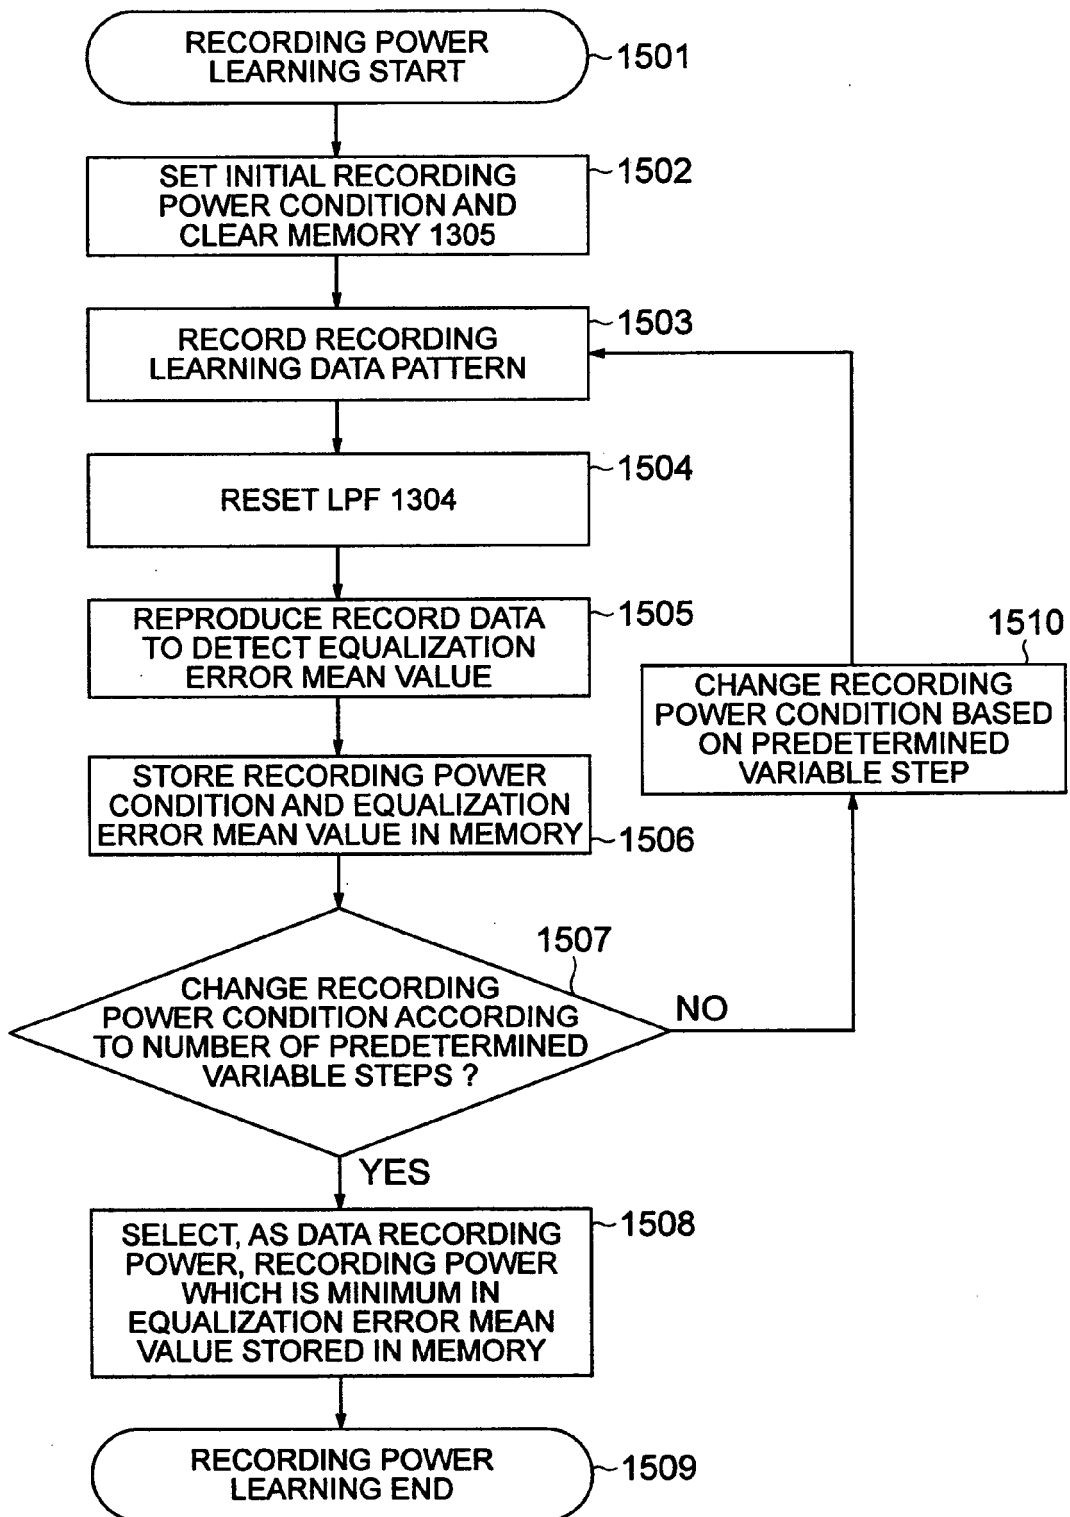 RECORDING POWER
LEARNING START
1501
SET INITIAL RECORDING
POWER CONDITION AND
CLEAR MEMORY 1305
1502
RECORD RECORDING
LEARNING DATA PATTERN
1503
RESET LPF 1304
1504
REPRODUCE RECORD DATA
TO DETECT EQUALIZATION
ERROR MEAN VALUE
1505
STORE RECORDING POWER
CONDITION AND EQUALIZATION
ERROR MEAN VALUE IN MEMORY
1506
CHANGE RECORDING
POWER CONDITION ACCORDING
TO NUMBER OF PREDETERMINED
VARIABLE STEPS ?
1507
NO
CHANGE RECORDING
POWER CONDITION BASED
ON PREDETERMINED
VARIABLE STEP
1510
YES
SELECT, AS DATA RECORDING
POWER, RECORDING POWER
WHICH IS MINIMUM IN
EQUALIZATION ERROR MEAN
VALUE STORED IN MEMORY
1508
RECORDING POWER
LEARNING END
1509